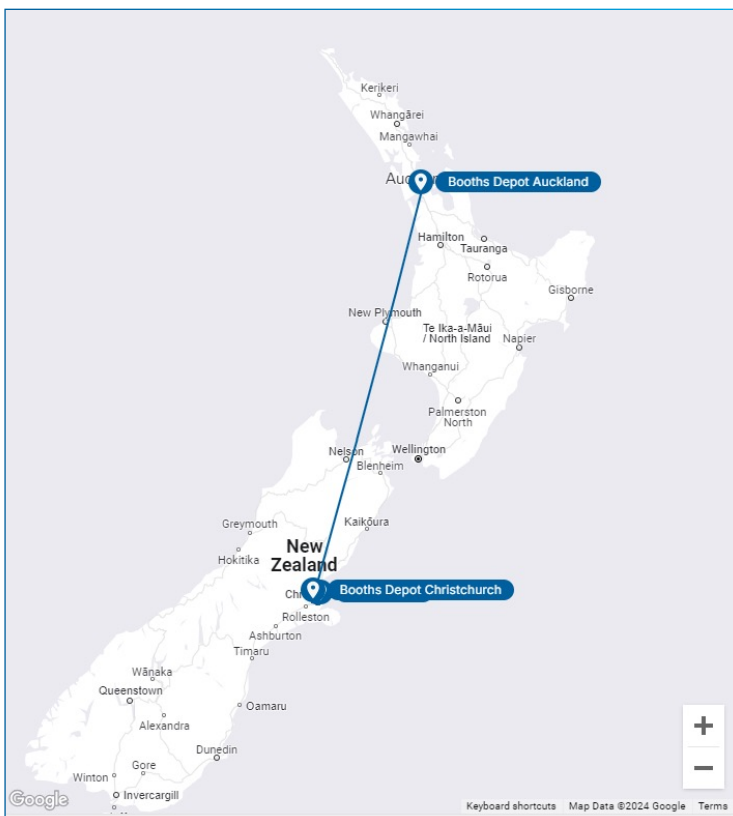 Kerikeri
Whangārei
Mangawhai
Booths Depot Auckland
Hamilton
Tauranga
Rotorua
Gisborne
New Plymouth
Te Ika-a-Māui
/ North Island
Napier
Whanganui
Palmerston
North
Nelson
Wellington
Blenheim
Greymouth
Kaikōura
New
Zealand
Hokitika
Booths Depot Christchurch
Rolleston
Ashburton
Timaru
Wānaka
Queenstown
Oamaru
Alexandra
Dunedin
Gore
Winton
Invercargill
Google
Keyboard shortcuts
Map Data ©2024 Google
Terms